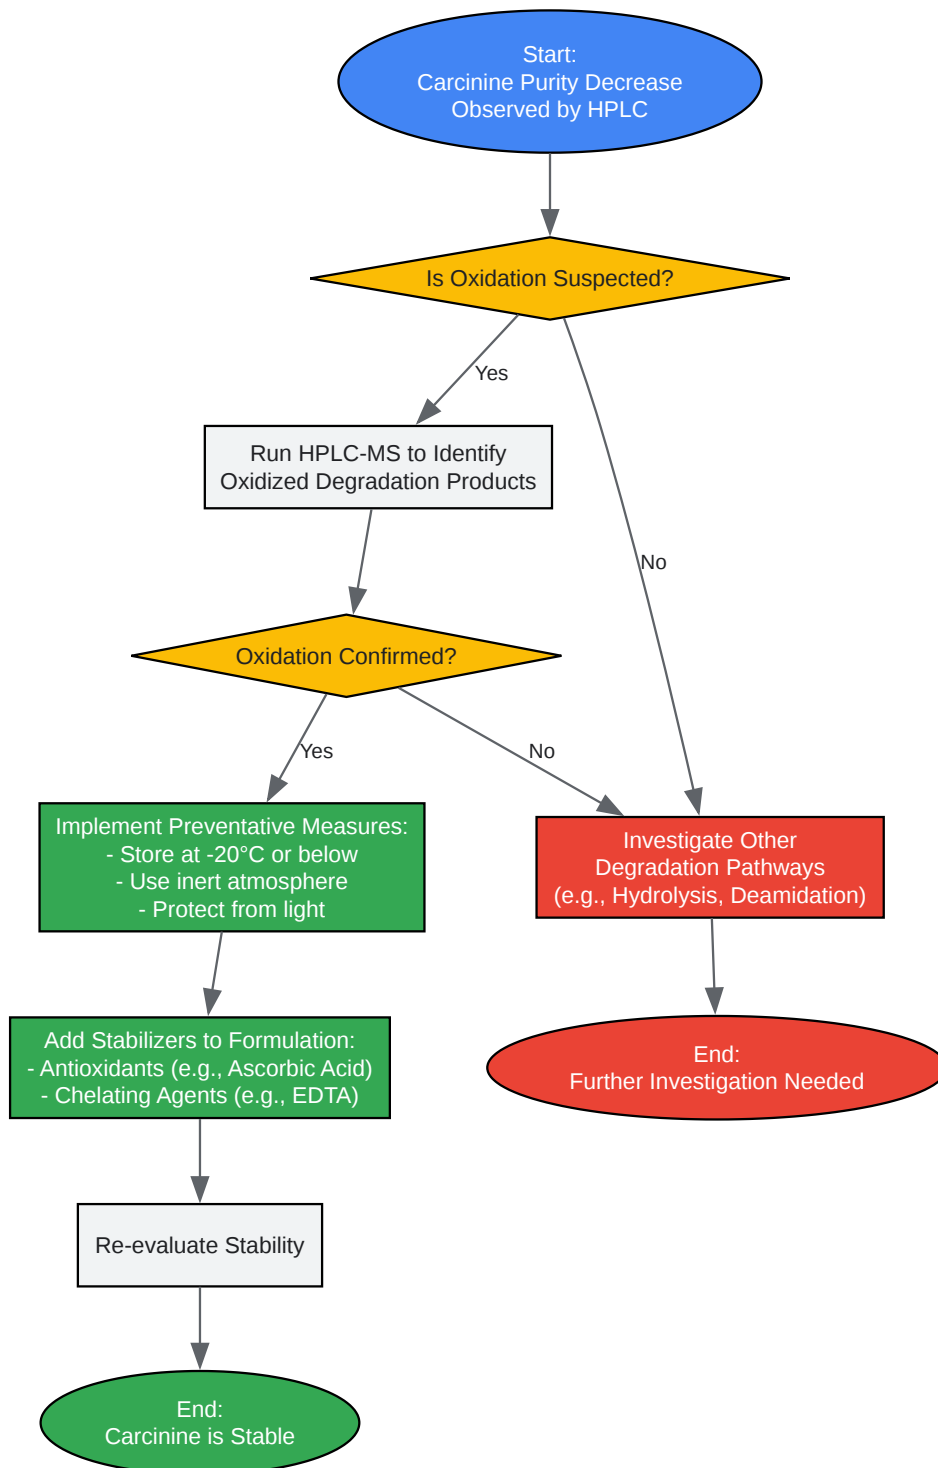 Start:
Carcinine Purity Decrease
Observed by HPLC
Is Oxidation Suspected?
Yes
Run HPLC-MS to Identify
Oxidized Degradation Products
No
Oxidation Confirmed?
Yes
No
Implement Preventative Measures:
- Store at -20°C or below
- Use inert atmosphere
- Protect from light
Investigate Other
Degradation Pathways
(e.g., Hydrolysis, Deamidation)
Add Stabilizers to Formulation:
- Antioxidants (e.g., Ascorbic Acid)
- Chelating Agents (e.g., EDTA)
End:
Further Investigation Needed
Re-evaluate Stability
End:
Carcinine is Stable